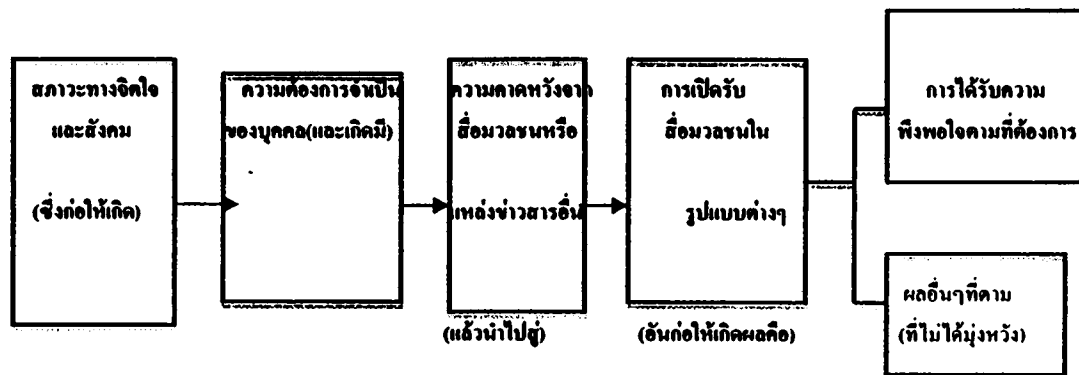 สภาวะทางจิตใจ
และสังคม
(ซึ่งก่อให้เกิด)
ความต้องการจำเป็น
ของบุคคล(และเกิดมี)
ความคาดหวังจาก
สื่อมวลชนหรือ
แหล่งข่าวสารอื่น
(แล้วนำไปสู่)
การเปิดรับ
สื่อมวลชนใน
รูปแบบต่างๆ
(อันก่อให้เกิดผลคือ)
การได้รับความ
พึงพอใจตามที่ต้องการ
ผลอื่นๆที่ตาม
(ที่ไม่ได้มุ่งหวัง)